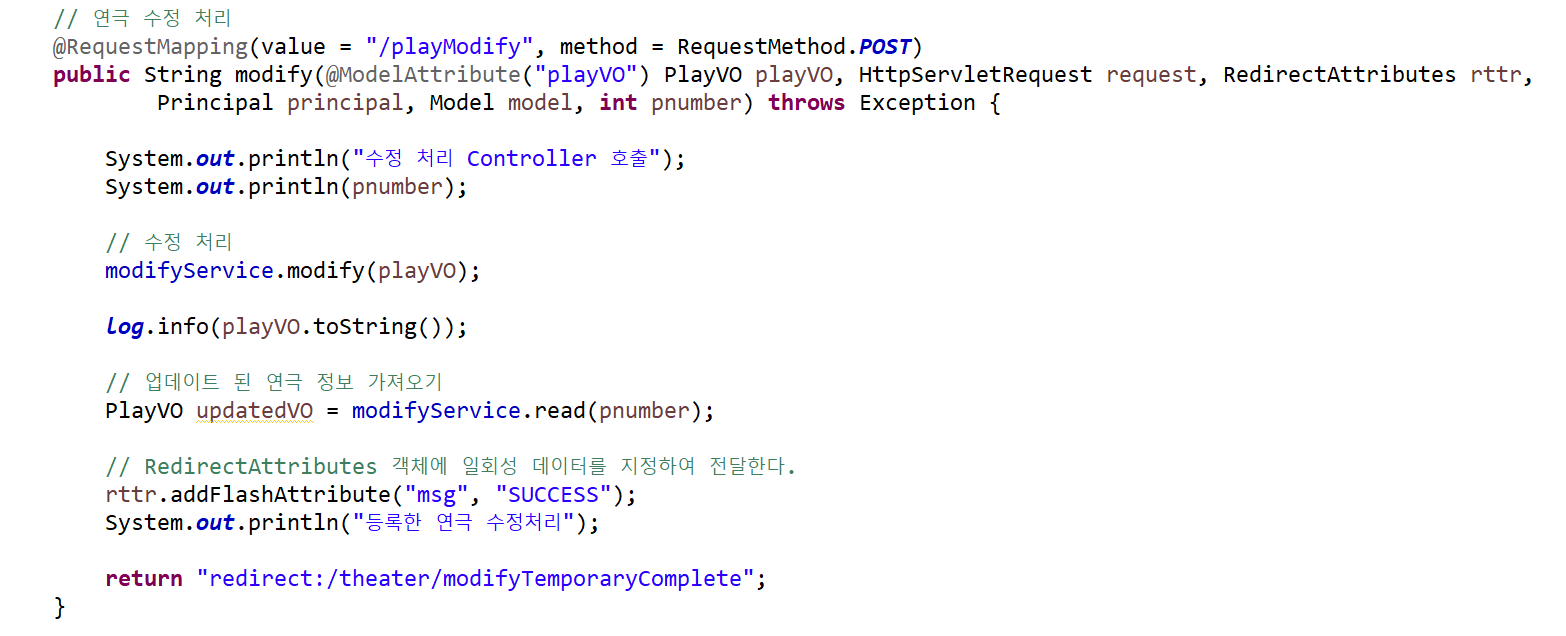 // 연극 수정 처리
@RequestMapping(value = "/playModify", method = RequestMethod.POST)
public String modify(@ModelAttribute("playVO") PlayVO playVO, HttpServletRequest request, RedirectAttributes rttr,
Principal principal, Model model, int pnumber) throws Exception {
System.out.println("수정 처리 Controller 호출");
System.out.println(pnumber);
// 수정 처리
modifyService.modify(playVO);
log.info(playVO.toString());
// 업데이트 된 연극 정보 가져오기
PlayVO updatedVO = modifyService.read(pnumber);
// RedirectAttributes 객체에 일회성 데이터를 지정하여 전달한다.
rttr.addFlashAttribute("msg", "SUCCESS");
System.out.println("등록한 연극 수정처리");
return "redirect:/theater/modifyTemporaryComplete";
}